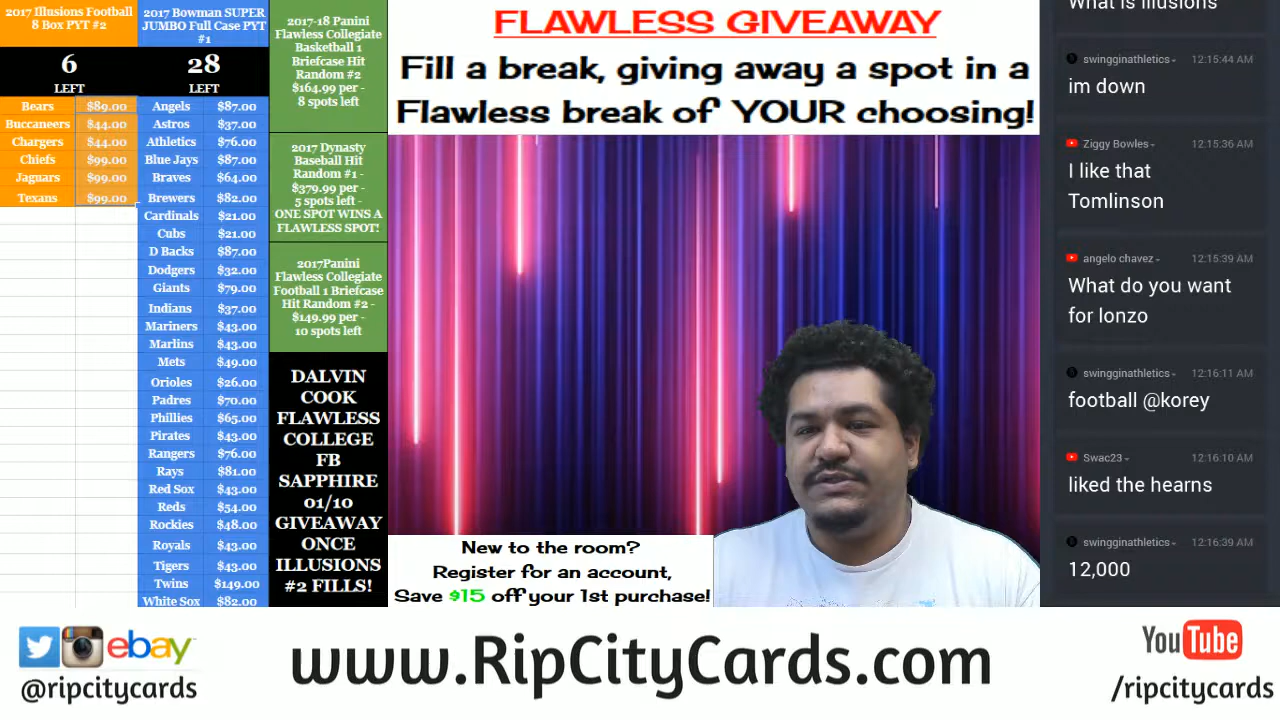 2017 Illusions Football
8 Box PYT #2
6
LEFT
Bears $89.00
Buccaneers $44.00
Chargers $44.00
Chiefs $99.00
Jaguars $99.00
Texans $99.00
2017 Bowman SUPER
JUMBO Full Case PYT
#1
28
LEFT
Angels $87.00
Astros $37.00
Athletics $76.00
Blue Jays $87.00
Braves $64.00
Brewers $82.00
Cardinals $21.00
Cubs $21.00
D Backs $87.00
Dodgers $32.00
Giants $79.00
Indians $37.00
Mariners $43.00
Marlins $43.00
Mets $49.00
Orioles $26.00
Padres $70.00
Phillies $65.00
Pirates $43.00
Rangers $76.00
Rays $81.00
Red Sox $43.00
Reds $54.00
Rockies $48.00
Royals $43.00
Tigers $43.00
Twins $149.00
White Sox $82.00
2017-18 Panini
Flawless Collegiate
Basketball 1
Briefcase Hit
Random #2
$164.99 per -
8 spots left
2017 Dynasty
Baseball Hit
Random #1 -
$379.99 per -
5 spots left -
ONE SPOT WINS A
FLAWLESS SPOT!
2017Panini
Flawless Collegiate
Football 1 Briefcase
Hit Random #2 -
$149.99 per -
10 spots left
DALVIN
COOK
FLAWLESS
COLLEGE
FB
SAPPHIRE
01/10
GIVEAWAY
ONCE
ILLUSIONS
#2 FILLS!
FLAWLESS GIVEAWAY
Fill a break, giving away a spot in a
Flawless break of YOUR choosing!
New to the room?
Register for an account,
Save $15 off your 1st purchase!
What is illusions
swingginathletics 12:15:44 AM
im down
Ziggy Bowles 12:15:36 AM
I like that
Tomlinson
angelo chavez 12:15:39 AM
What do you want
for lonzo
swingginathletics 12:16:11 AM
football @korey
Swac23 12:16:10 AM
liked the hearns
swingginathletics 12:16:39 AM
12,000
ebay
@ripcitycards
www.RipCityCards.com
YouTube
/ripcitycards